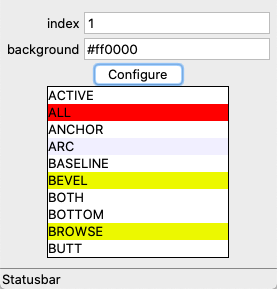 index 1
background #ff0000
Configure
ACTIVE
ALL
ANCHOR
ARC
BASELINE
BEVEL
BOTH
BOTTOM
BROWSE
BUTT
Statusbar